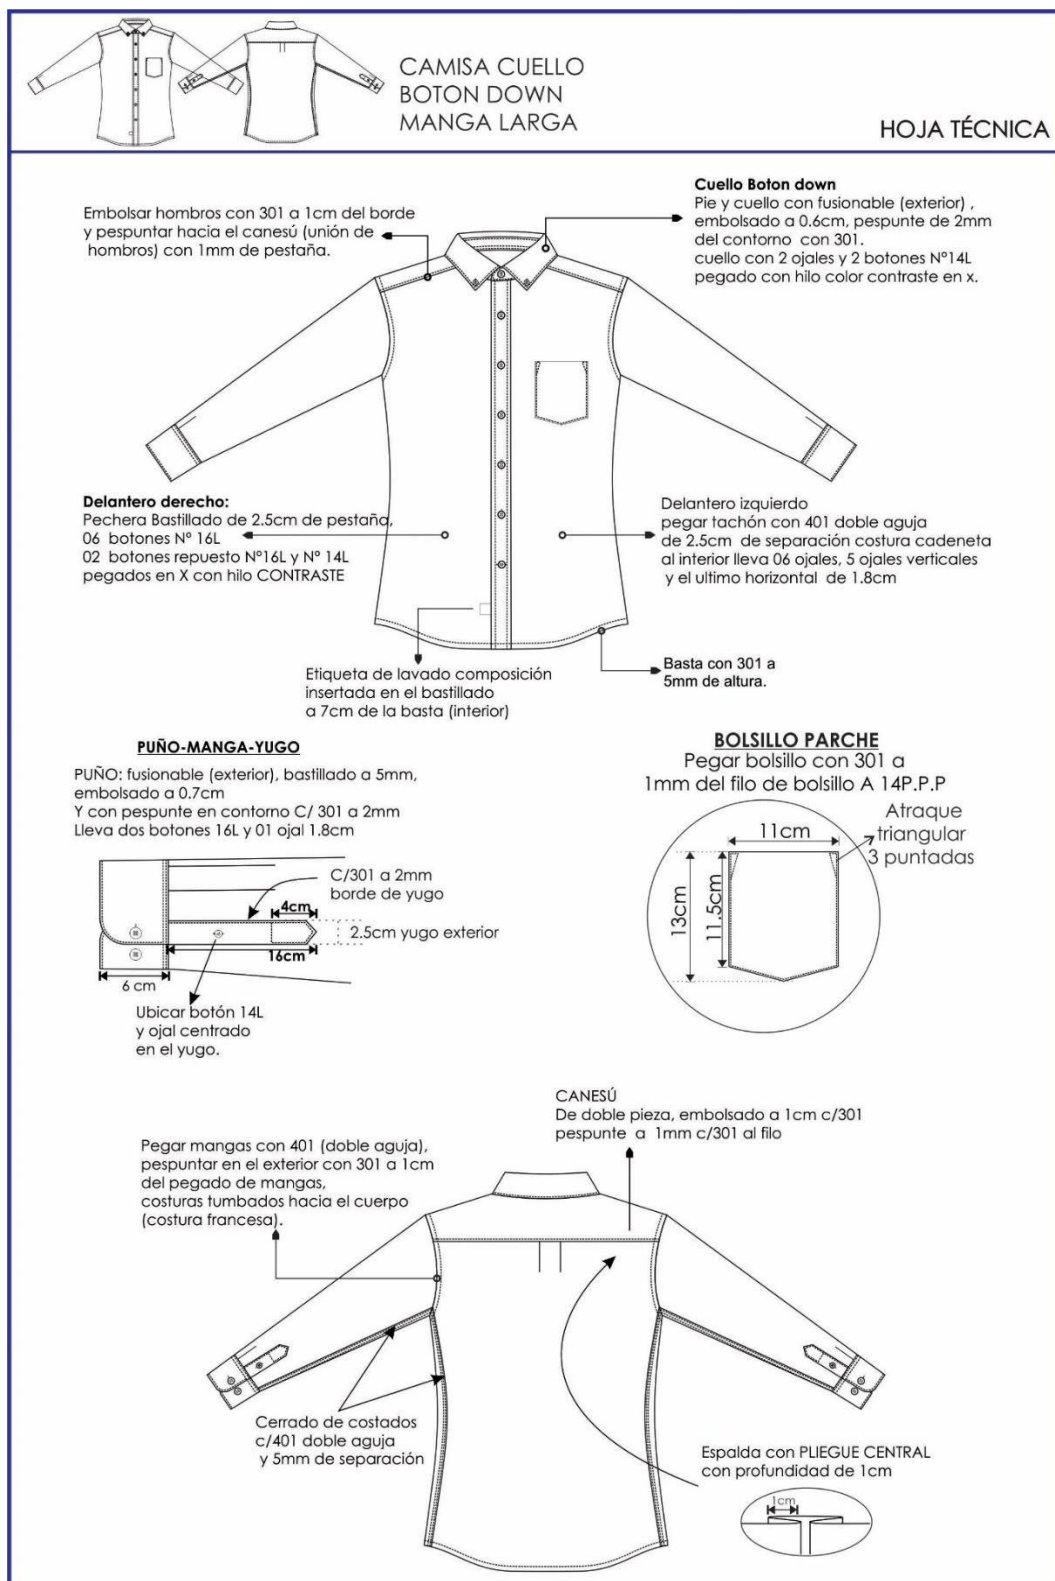 CAMISA CUELLO
BOTON DOWN
MANGA LARGA
HOJA TÉCNICA
Embolsar hombros con 301 a 1cm del borde
y pespuntar hacia el canesú (unión de
hombros) con 1mm de pestaña.
Cuello Boton down
Pie y cuello con fusionable (exterior) ,
embolsado a 0.6cm, pespunte de 2mm
del contorno con 301.
cuello con 2 ojales y 2 botones N°14L
pegado con hilo color contraste en x.
Delantero derecho:
Pechera Bastillado de 2.5cm de pestaña,
06 botones Nº 16L
02 botones repuesto N°16L y N° 14L
pegados en X con hilo CONTRASTE
Delantero izquierdo
pegar tachón con 401 doble aguja
de 2.5cm de separación costura cadeneta
al interior lleva 06 ojales, 5 ojales verticales
y el ultimo horizontal de 1.8cm
Etiqueta de lavado composición
insertada en el bastillado
a 7cm de la basta (interior)
Basta con 301 a
5mm de altura.
PUÑO-MANGA-YUGO
PUÑO: fusionable (exterior), bastillado a 5mm,
embolsado a 0.7cm
Y con pespunte en contorno C/ 301 a 2mm
Lleva dos botones 16L y 01 ojal 1.8cm
C/301 a 2mm
borde de yugo
4cm
2.5cm yugo exterior
16cm
6 cm
Ubicar botón 14L
y ojal centrado
en el yugo.
BOLSILLO PARCHE
Pegar bolsillo con 301 a
1mm del filo de bolsillo A 14P.P.P
Atraque
triangular
3 puntadas
11cm
13cm
11.5cm
CANESÚ
De doble pieza, embolsado a 1cm c/301
pespunte a 1mm c/301 al filo
Pegar mangas con 401 (doble aguja),
pespuntar en el exterior con 301 a 1cm
del pegado de mangas,
costuras tumbados hacia el cuerpo
(costura francesa).
Cerrado de costados
c/401 doble aguja
y 5mm de separación
Espalda con PLIEGUE CENTRAL
con profundidad de 1cm
1cm